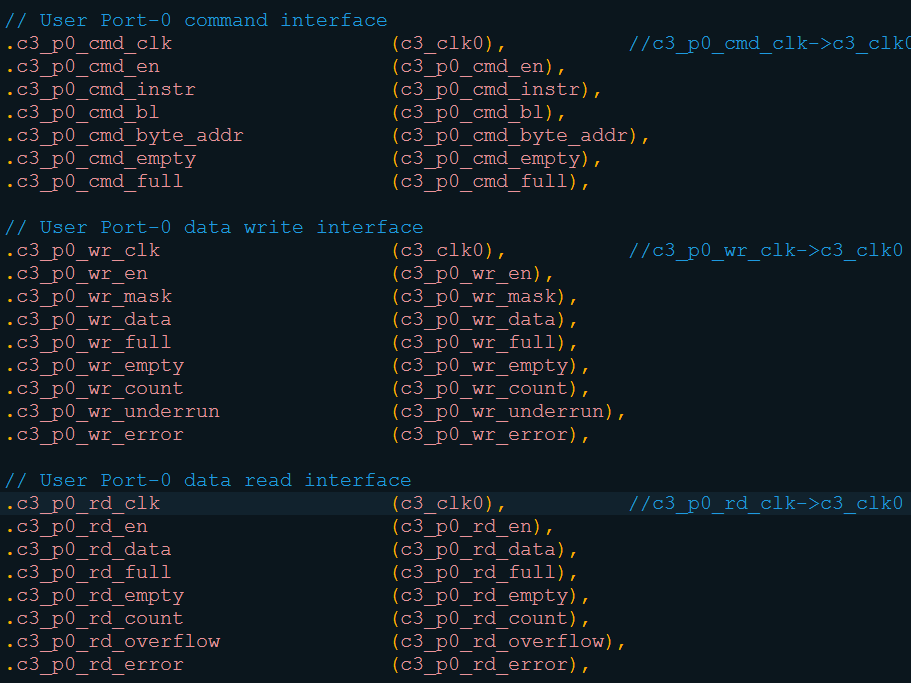 // User Port-0 command interface
.c3_p0_cmd_clk (c3_clk0), //c3_p0_cmd_clk->c3_clk0
.c3_p0_cmd_en (c3_p0_cmd_en),
.c3_p0_cmd_instr (c3_p0_cmd_instr),
.c3_p0_cmd_bl (c3_p0_cmd_bl),
.c3_p0_cmd_byte_addr (c3_p0_cmd_byte_addr),
.c3_p0_cmd_empty (c3_p0_cmd_empty),
.c3_p0_cmd_full (c3_p0_cmd_full),
// User Port-0 data write interface
.c3_p0_wr_clk (c3_clk0), //c3_p0_wr_clk->c3_clk0
.c3_p0_wr_en (c3_p0_wr_en),
.c3_p0_wr_mask (c3_p0_wr_mask),
.c3_p0_wr_data (c3_p0_wr_data),
.c3_p0_wr_full (c3_p0_wr_full),
.c3_p0_wr_empty (c3_p0_wr_empty),
.c3_p0_wr_count (c3_p0_wr_count),
.c3_p0_wr_underrun (c3_p0_wr_underrun),
.c3_p0_wr_error (c3_p0_wr_error),
// User Port-0 data read interface
.c3_p0_rd_clk (c3_clk0), //c3_p0_rd_clk->c3_clk0
.c3_p0_rd_en (c3_p0_rd_en),
.c3_p0_rd_data (c3_p0_rd_data),
.c3_p0_rd_full (c3_p0_rd_full),
.c3_p0_rd_empty (c3_p0_rd_empty),
.c3_p0_rd_count (c3_p0_rd_count),
.c3_p0_rd_overflow (c3_p0_rd_overflow),
.c3_p0_rd_error (c3_p0_rd_error),